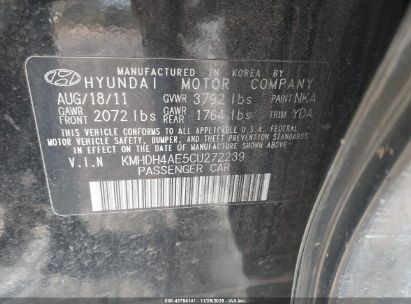 MANUFACTURED IN KOREA BY
HYUNDAI MOTOR COMPANY
AUG/18/11 GVWR 3792 lbs PAINT NKA
GAWR FRONT 2072 lbs GAWR REAR 1764 lbs TRIM YDA
THIS VEHICLE CONFORMS TO ALL APPLICABLE U.S. FEDERAL
MOTOR VEHICLE SAFETY, BUMPER, AND THEFT PREVENTION STANDARDS
IN EFFECT ON THE DATE OF MANUFACTURE SHOWN ABOVE.
V.I.N KMHDH4AE5CU272239
PASSENGER CAR